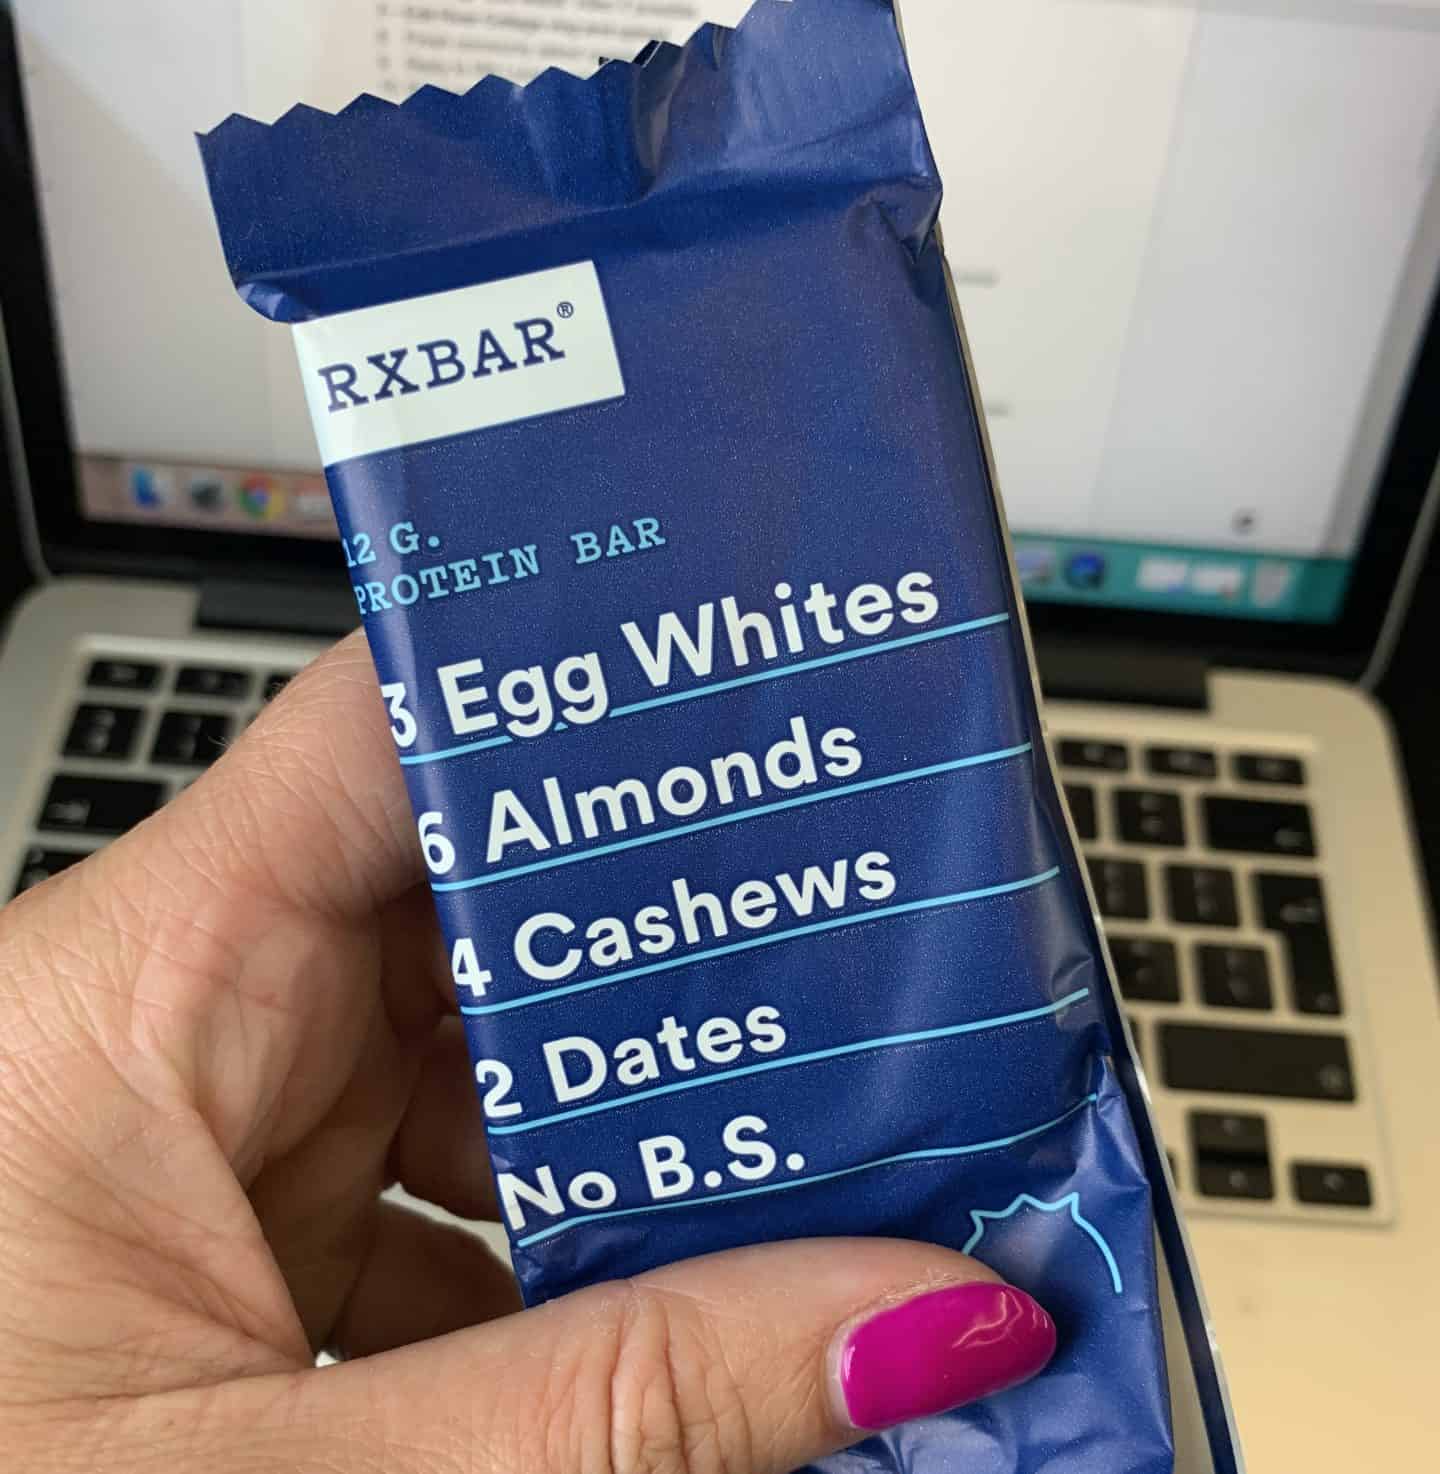 RXBAR®
12 G.
PROTEIN BAR
3 Egg Whites
6 Almonds
4 Cashews
2 Dates
No B.S.